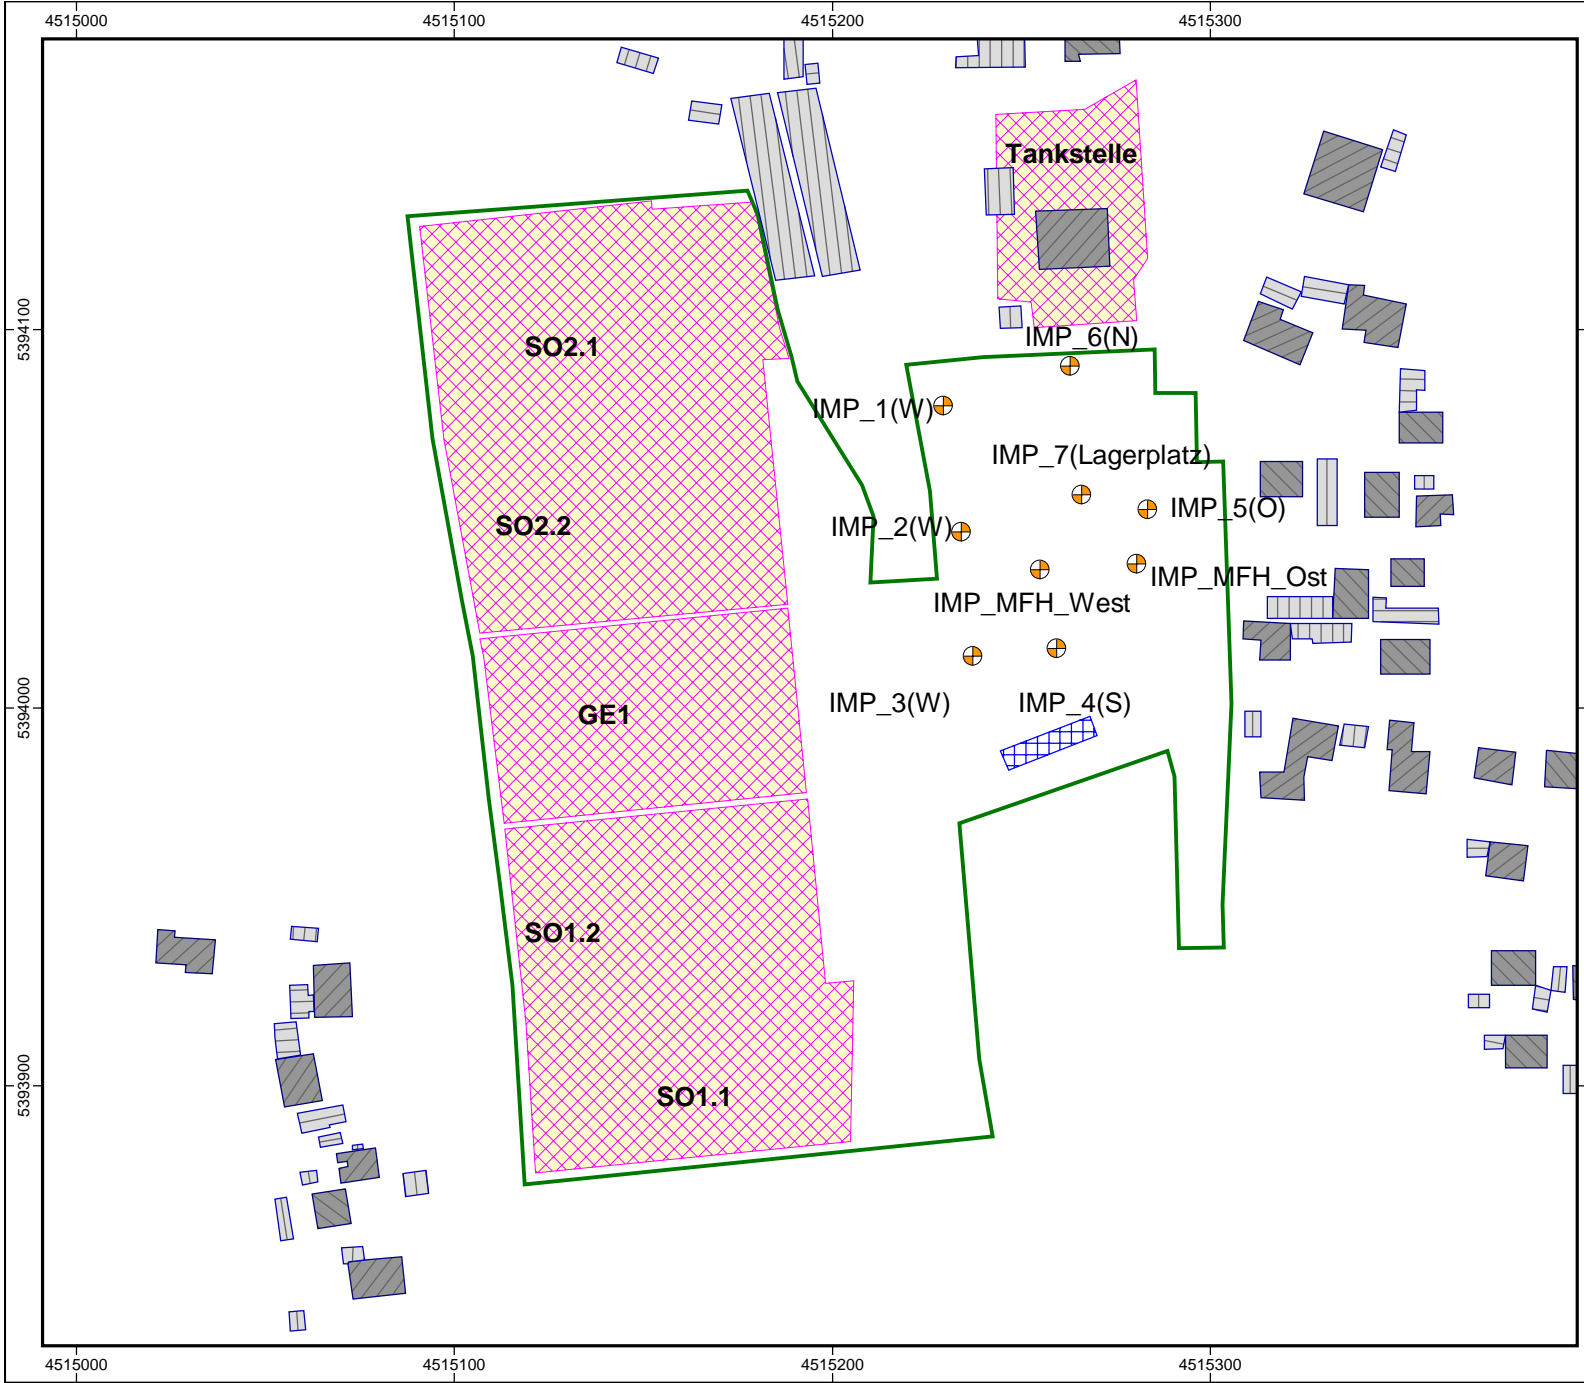 4515000 4515100 4515200 4515300
Tankstelle
5394100
IMP_6(N)
SO2.1
IMP_1(W)
IMP_7(Lagerplatz)
IMP_5(O)
SO2.2
IMP_2(W)
IMP_MFH_Ost
IMP_MFH_West
5394000
GE1
IMP_3(W)
IMP_4(S)
SO1.2
5393900
SO1.1
4515000 4515100 4515200 4515300